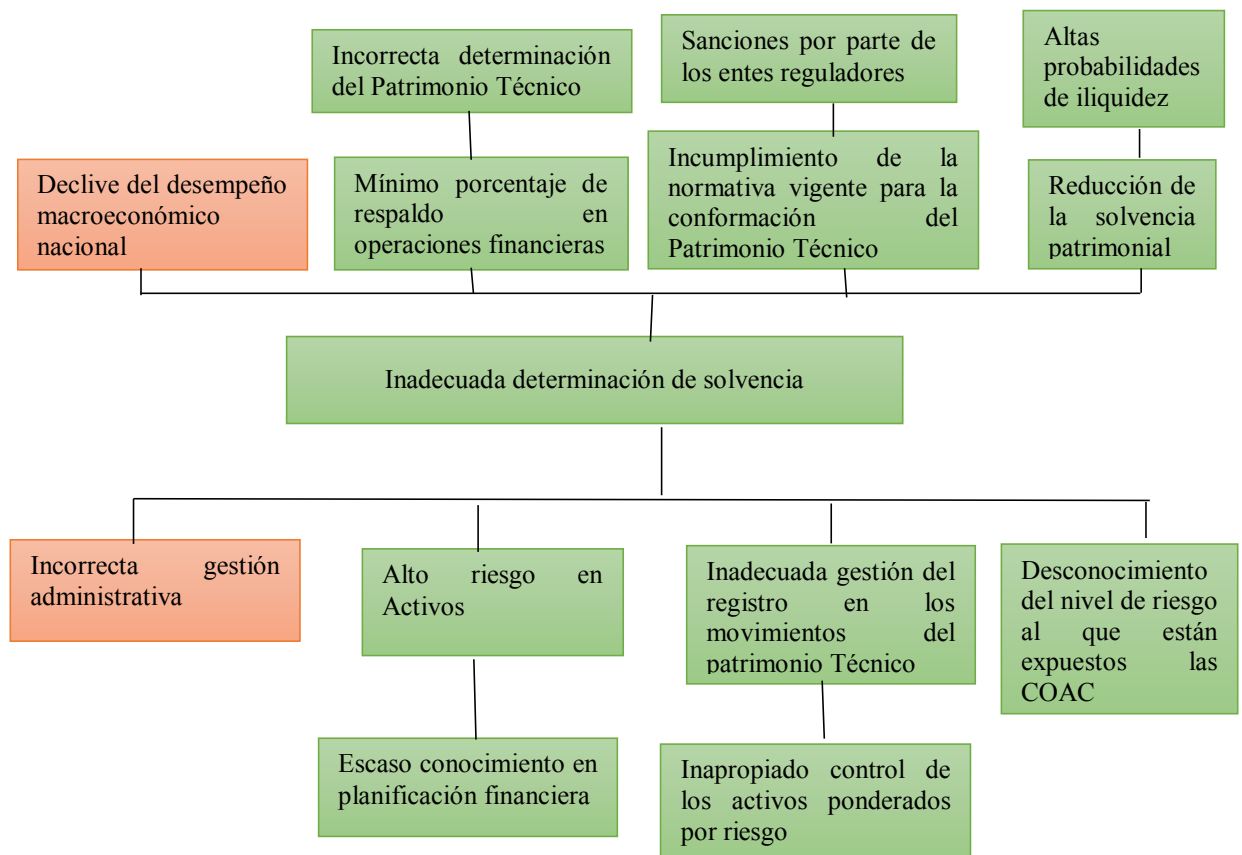 Incorrecta determinación
del Patrimonio Técnico
Sanciones por parte de
los entes reguladores
Altas
probabilidades
de iliquidez
Declive del desempeño
macroeconómico
nacional
Mínimo porcentaje de
respaldo en
operaciones financieras
Incumplimiento de la
normativa vigente para la
conformación del
Patrimonio Técnico
Reducción de
la solvencia
patrimonial
Inadecuada determinación de solvencia
Incorrecta gestión
administrativa
Alto riesgo en
Activos
Inadecuada gestión del
registro en los
movimientos del
patrimonio Técnico
Desconocimiento
del nivel de riesgo
al que están
expuestos las
COAC
Escaso conocimiento en
planificación financiera
Inapropiado control de
los activos ponderados
por riesgo